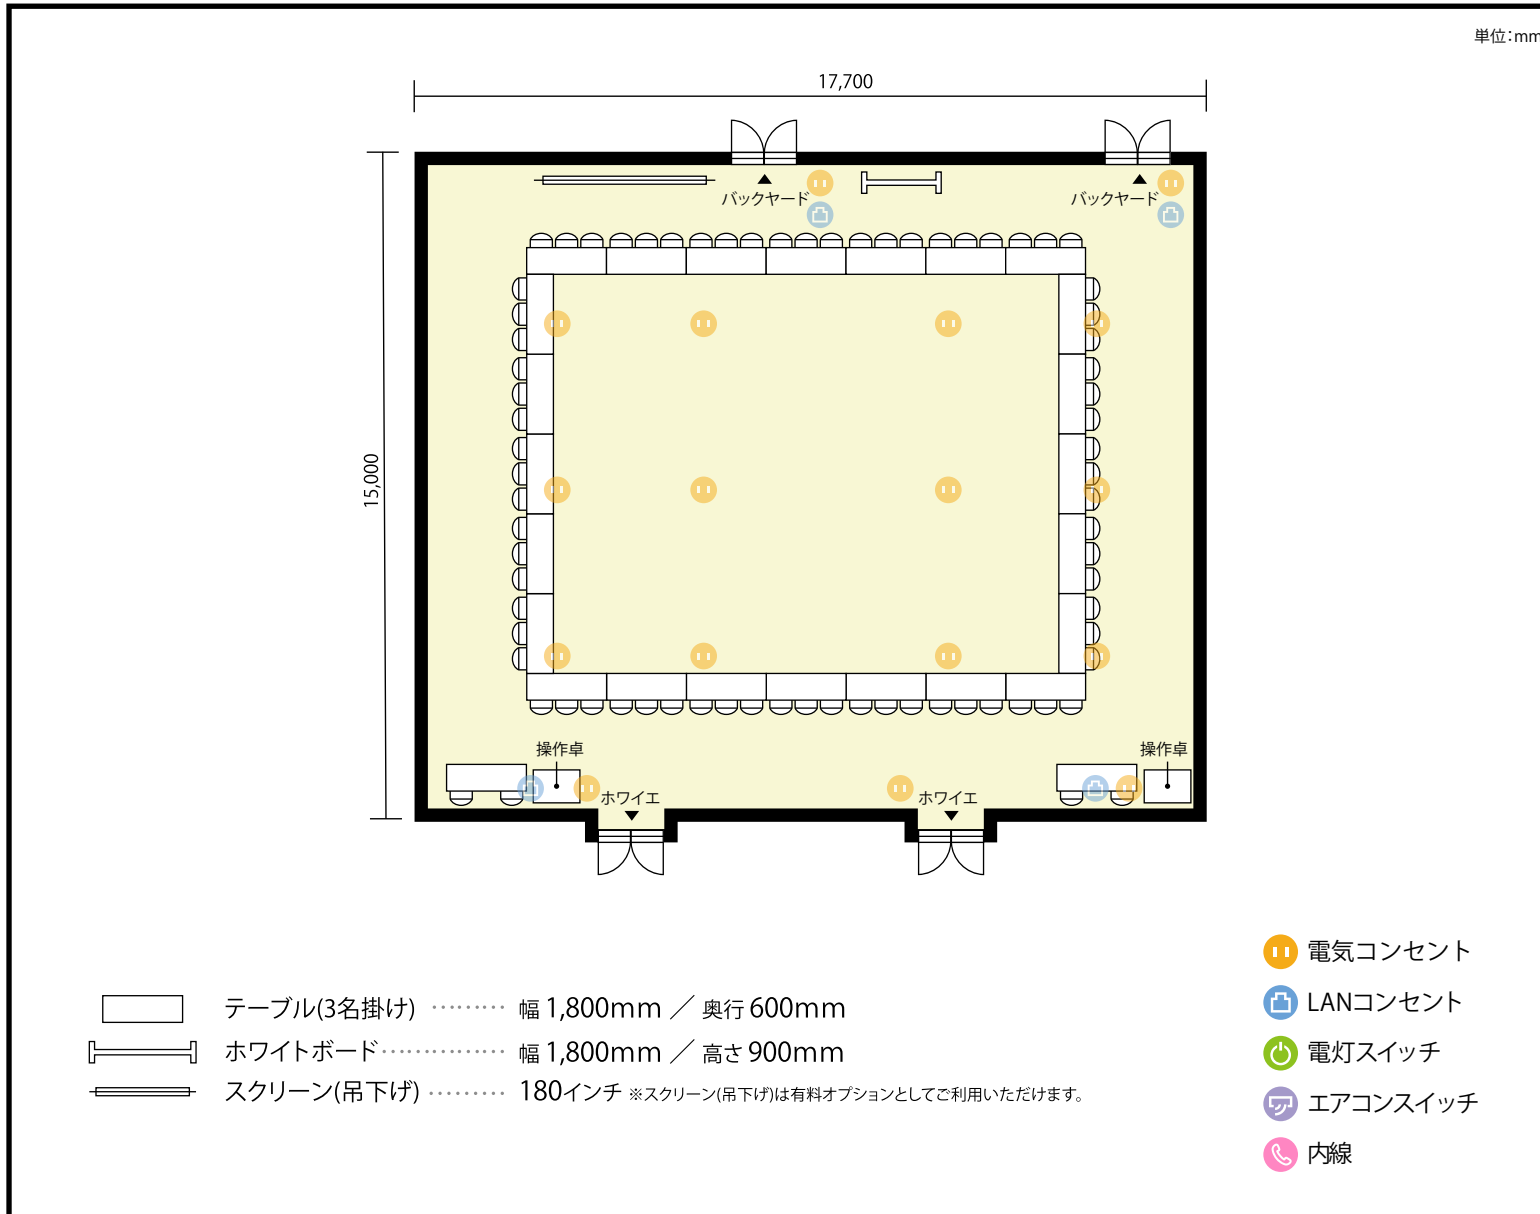 単位：mm
17,700
バックヤード
バックヤード
15,000
操作卓
操作卓
ホワイエ
ホワイエ
テーブル(3名掛け) ········· 幅 1,800mm ／ 奥行 600mm
ホワイトボード ·············· 幅 1,800mm ／ 高さ 900mm
スクリーン(吊下げ) ········· 180インチ ※スクリーン(吊下げ)は有料オプションとしてご利用いただけます。
電気コンセント
LANコンセント
電灯スイッチ
エアコンスイッチ
内線